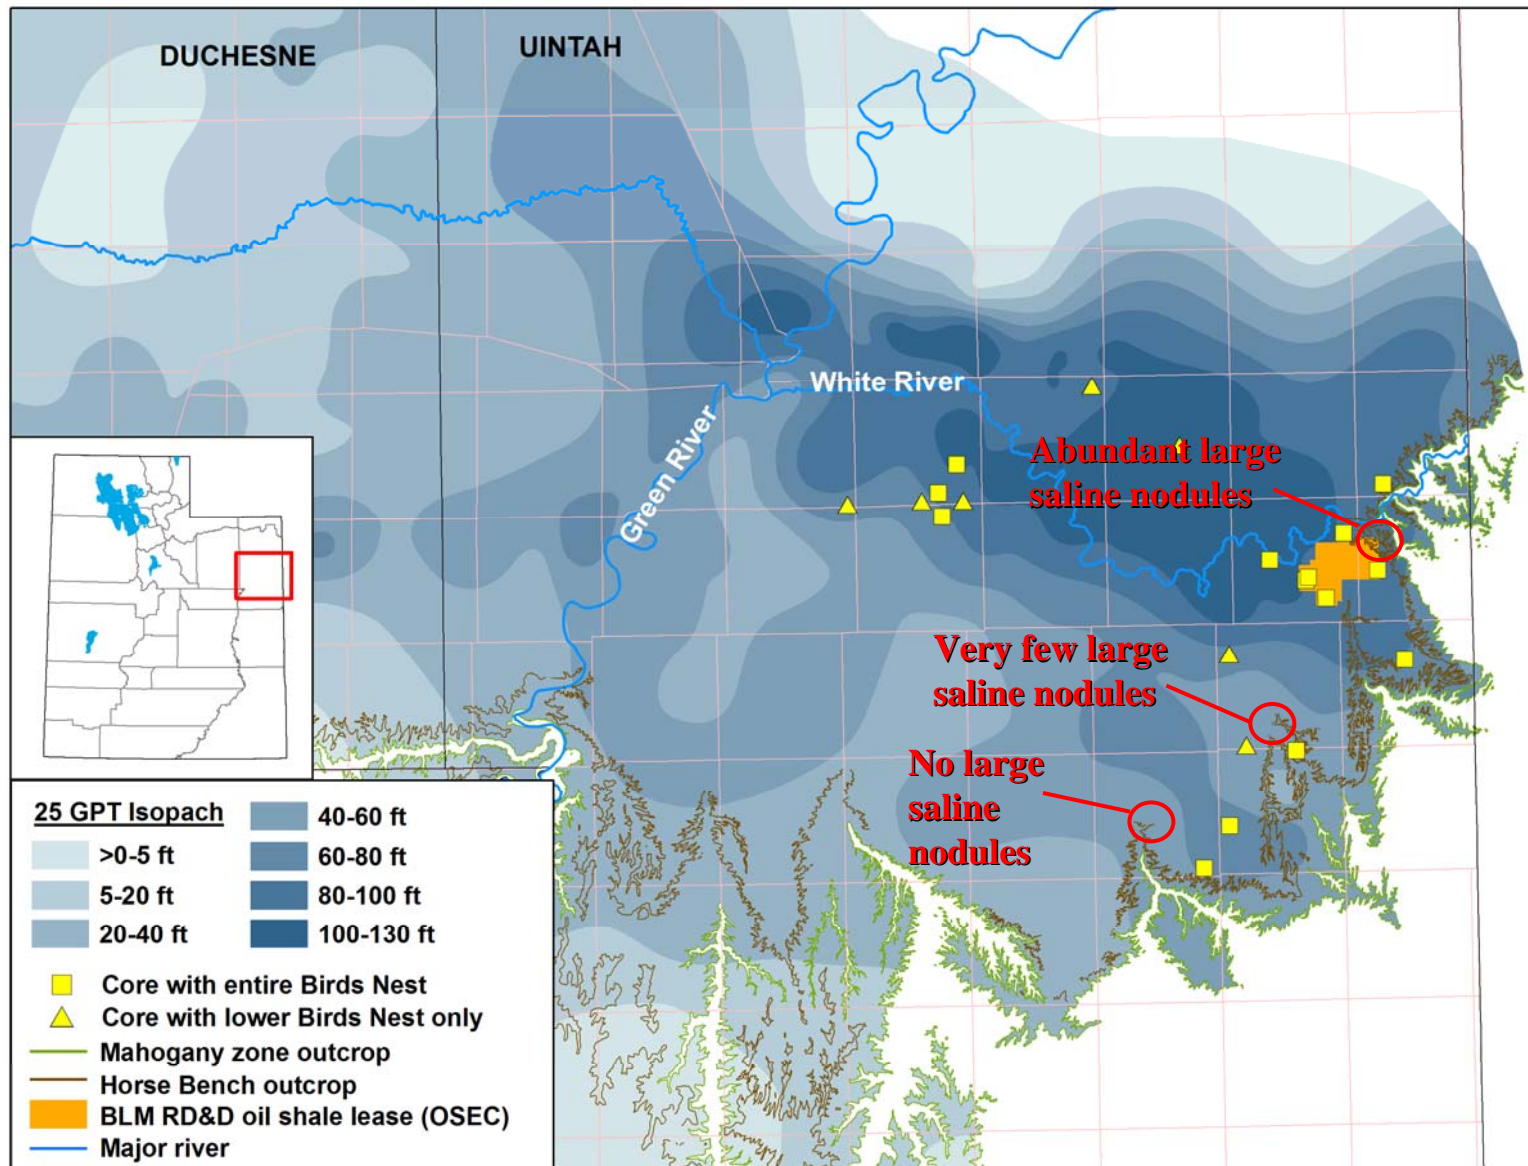 DUCHESNE
UINTAH
White River
Green River
Abundant large
saline nodules
Very few large
saline nodules
No large
saline
nodules
25 GPT Isopach
>0-5 ft
5-20 ft
20-40 ft
40-60 ft
60-80 ft
80-100 ft
100-130 ft
Core with entire Birds Nest
Core with lower Birds Nest only
Mahogany zone outcrop
Horse Bench outcrop
BLM RD&D oil shale lease (OSEC)
Major river